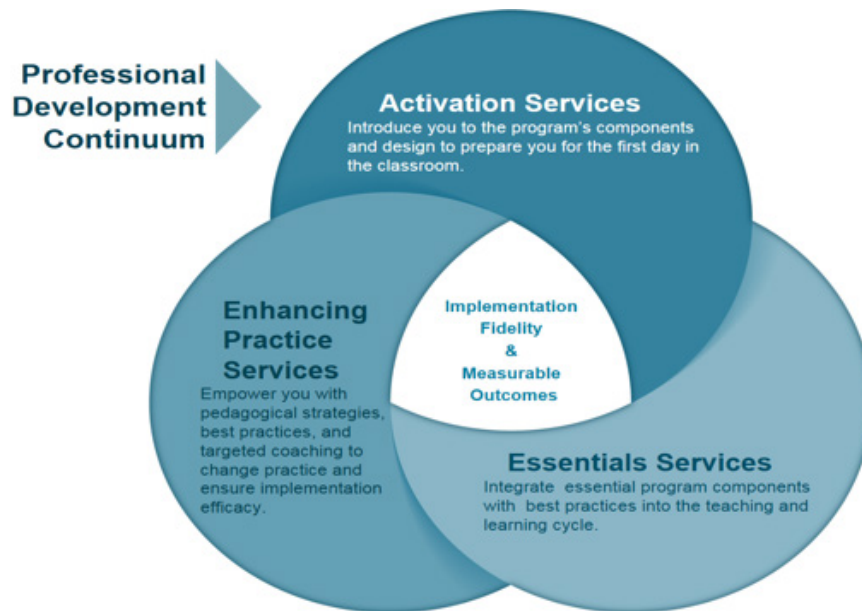 Professional
Development
Continuum
Activation Services
Introduce you to the program's components
and design to prepare you for the first day in
the classroom.
Enhancing
Practice
Services
Empower you with
pedagogical strategies,
best practices, and
targeted coaching to
change practice and
ensure implementation
efficacy.
Implementation
Fidelity
&
Measurable
Outcomes
Essentials Services
Integrate essential program components
with best practices into the teaching and
learning cycle.